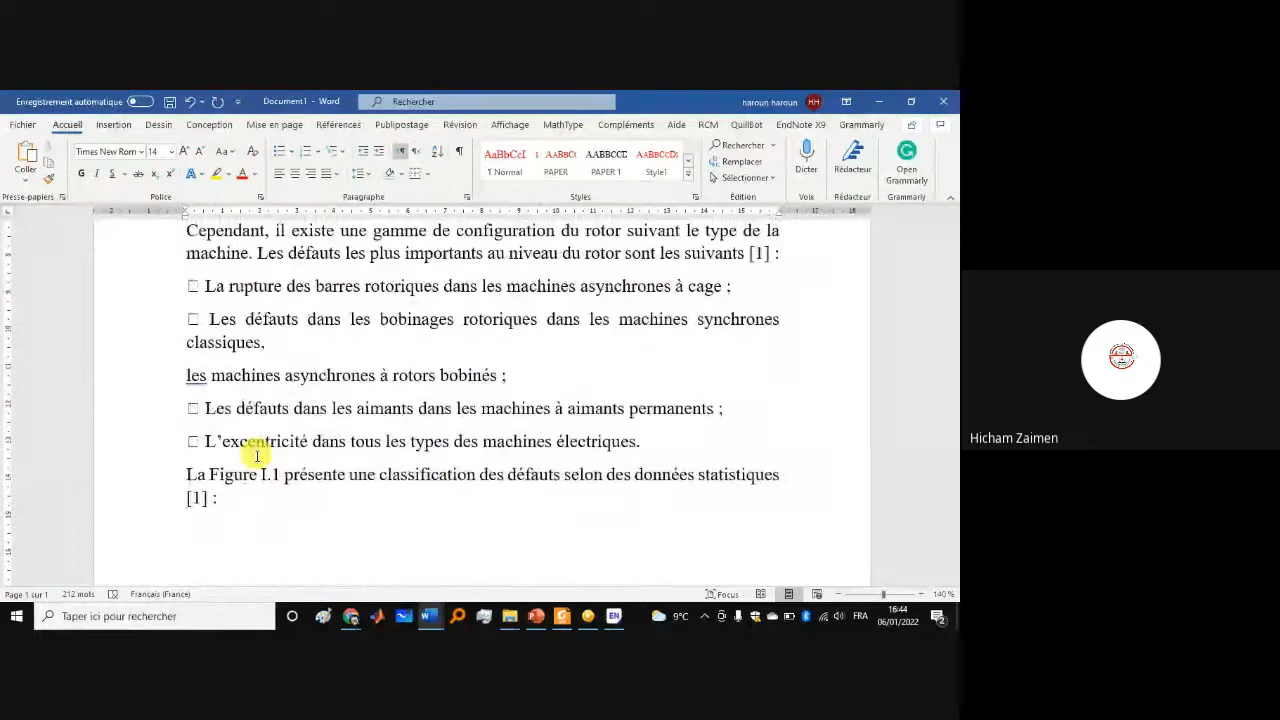 Enregistrement automatique
Document1 - Word
Rechercher
haroun haroun
HH
Fichier Accueil Insertion Dessin Conception Mise en page Références Publipostage Révision Affichage MathType Compléments Aide RCM QuillBot EndNote X9 Grammarly
Coller
Times New Rom
14
G I S
AaBbCcI
1. AABBC
AABBCCD
AABBCCD
¶ Normal
PAPER
PAPER 1
Style1
Rechercher
Remplacer
Sélectionner
Dicter
Rédacteur
Open
Grammarly
Presse-papiers
Police
Paragraphe
Styles
Édition
Voix
Rédacteur
Grammarly
Cependant, il existe une gamme de configuration du rotor suivant le type de la
machine. Les défauts les plus importants au niveau du rotor sont les suivants [1] :
□ La rupture des barres rotoriques dans les machines asynchrones à cage ;
□ Les défauts dans les bobinages rotoriques dans les machines synchrones
classiques,
les machines asynchrones à rotors bobinés ;
□ Les défauts dans les aimants dans les machines à aimants permanents ;
□ L’excentricité dans tous les types des machines électriques.
La Figure I.1 présente une classification des défauts selon des données statistiques
[1] :
Hicham Zaimen
Page 1 sur 1
212 mots
Français (France)
Focus
140 %
Taper ici pour rechercher
EN
9°C
FRA
16:44
06/01/2022
2